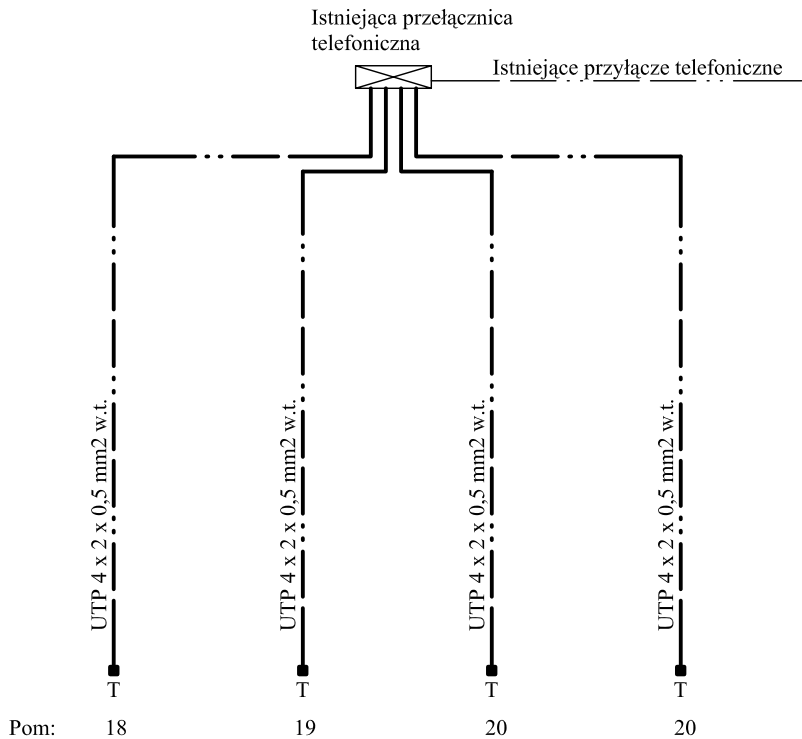 Istniejąca przełącznica
telefoniczna
Istniejące przyłącze telefoniczne
UTP 4 x 2 x 0,5 mm2 w.t.
UTP 4 x 2 x 0,5 mm2 w.t.
UTP 4 x 2 x 0,5 mm2 w.t.
UTP 4 x 2 x 0,5 mm2 w.t.
T T T T
Pom: 18 19 20 20